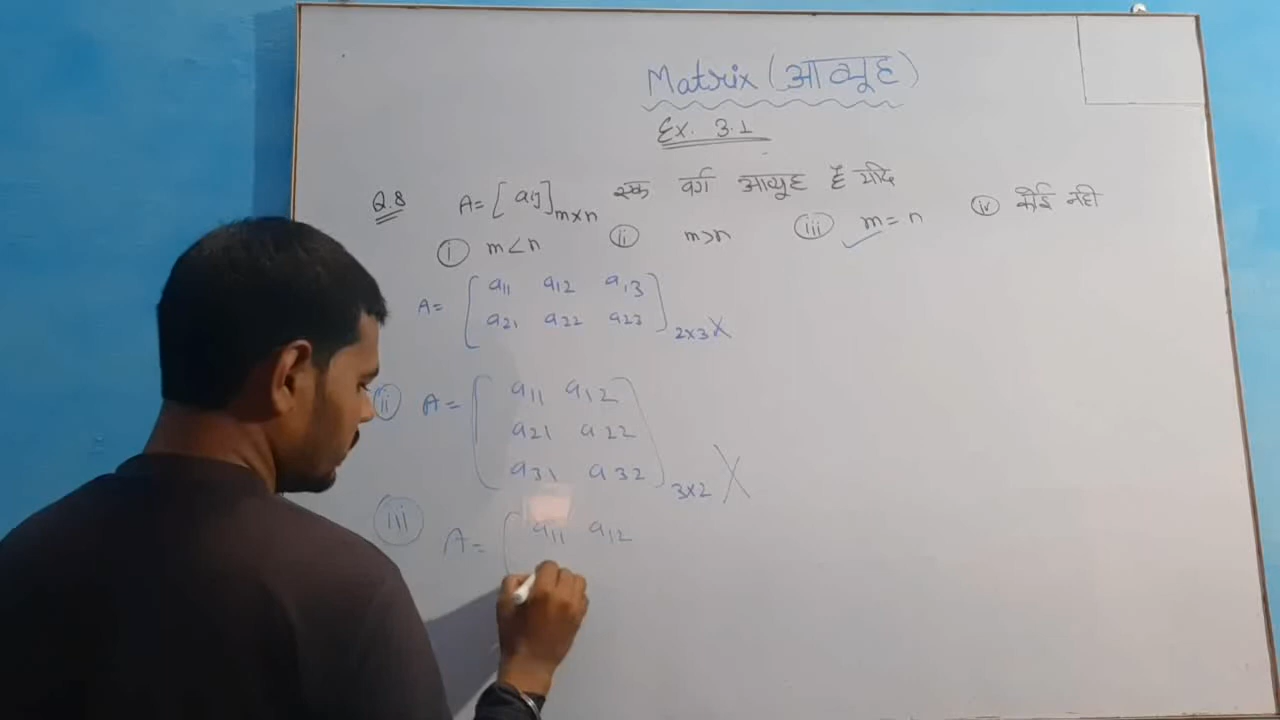 Matrix (आव्यूह)
Ex. 3.1
Q.8 A = [aij]m×n एक वर्ग आव्यूह है यदि
(i) m<n (ii) m>n (iii) m=n ✓ (iv) कोई नही
A = [ a11 a12 a13
a21 a22 a23 ]2×3 X
(ii) A = [ a11 a12
a21 a22
a31 a32 ]3×2 X
(iii) A = [ a11 a12